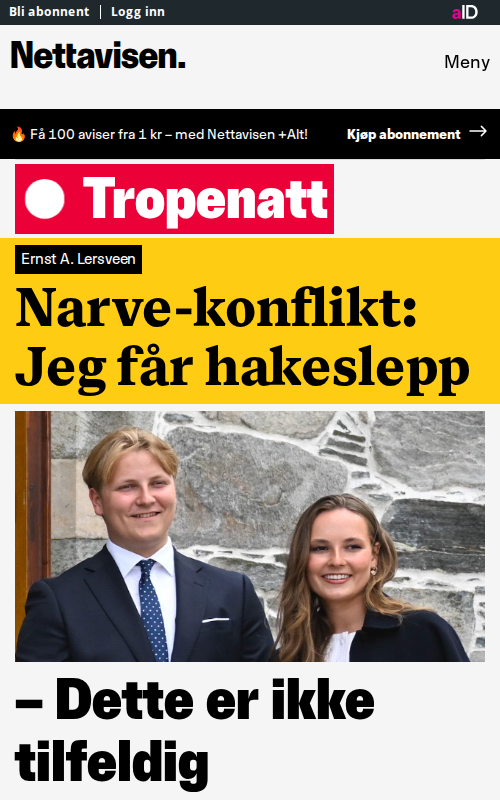 Bli abonnent | Logg inn
aID
Nettavisen.
Meny
Få 100 aviser fra 1 kr – med Nettavisen +Alt!
Kjøp abonnement →
Tropenatt
Ernst A. Lersveen
Narve-konflikt:
Jeg får hakeslepp
– Dette er ikke
tilfeldig